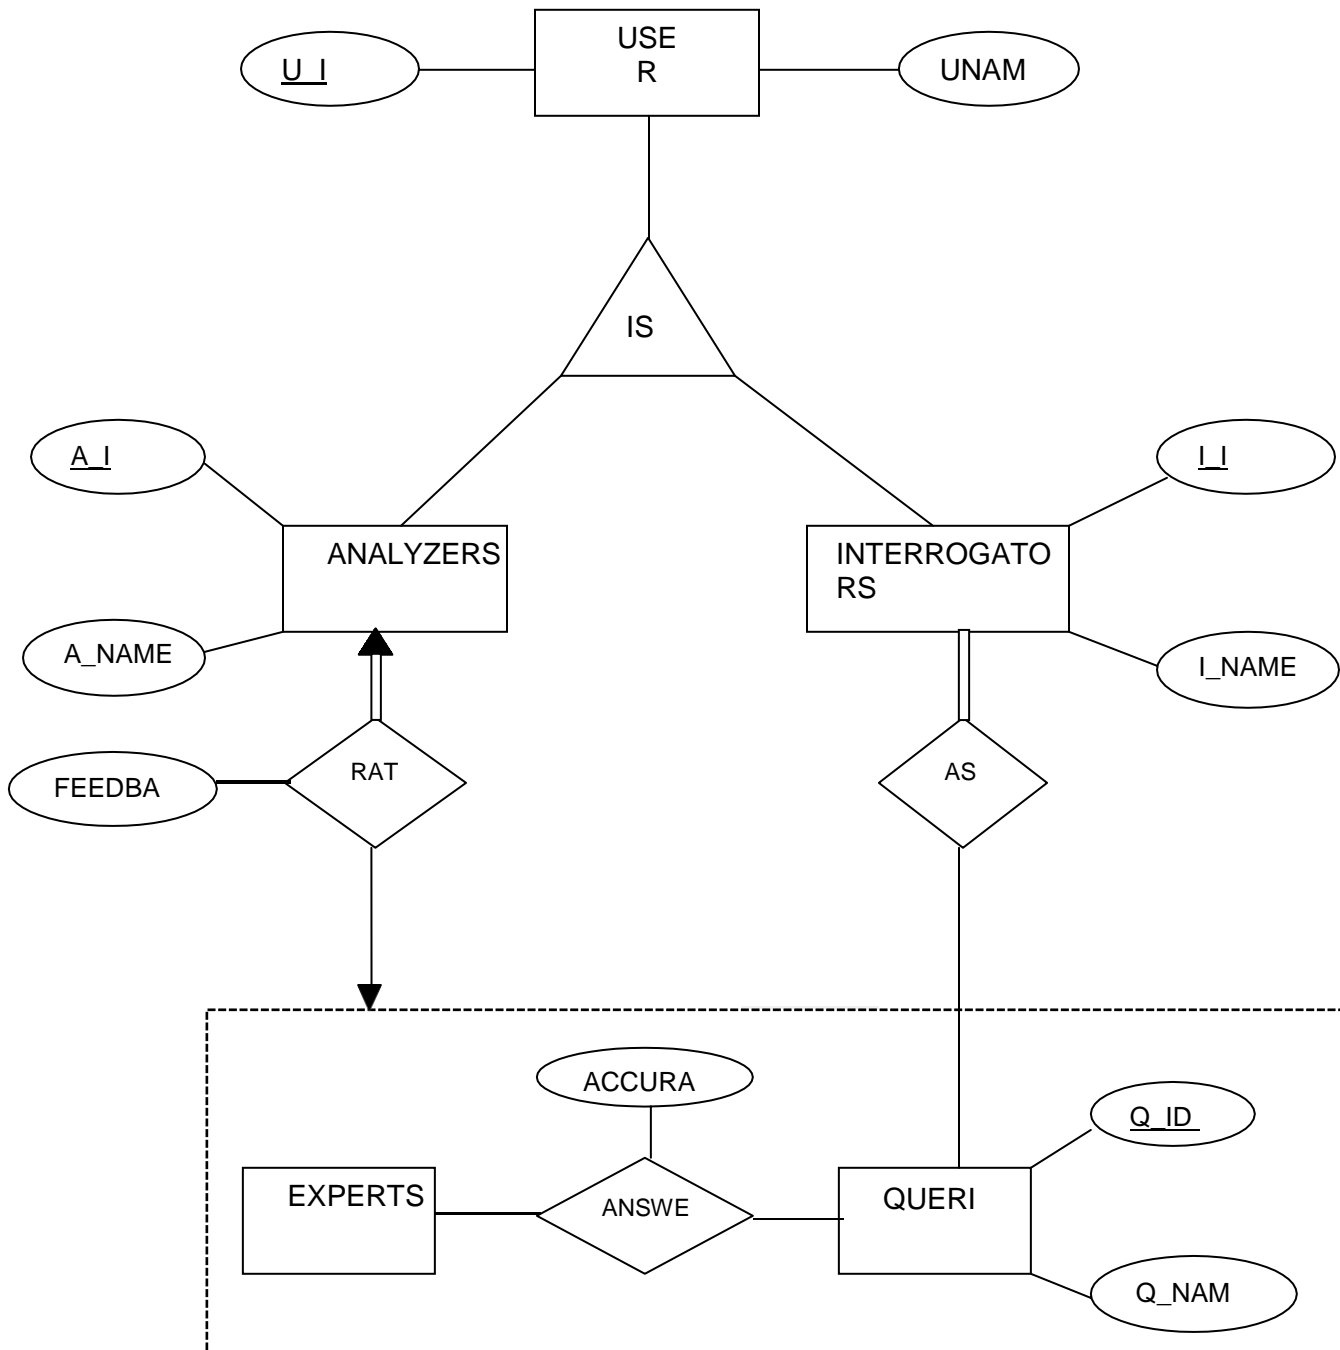 U_I
USE
R
UNAM
IS
A_I
I_I
ANALYZERS
INTERROGATO
RS
A_NAME
I_NAME
FEEDBA
RAT
AS
ACCURA
Q_ID
EXPERTS
ANSWE
QUERI
Q_NAM